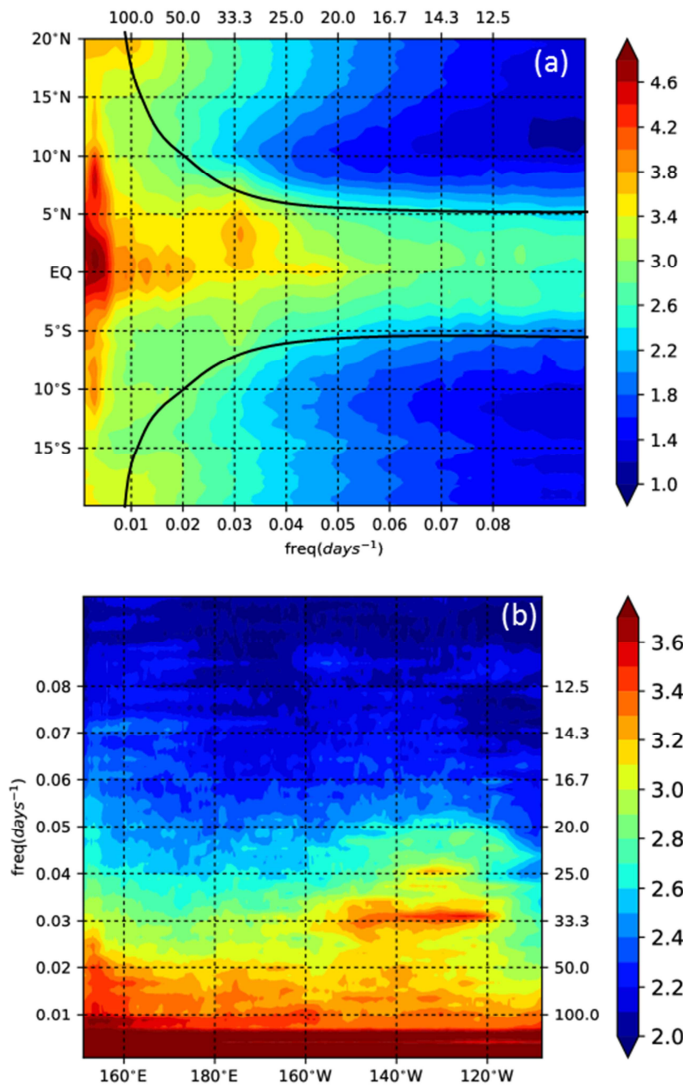 100.0 50.0 33.3 25.0 20.0 16.7 14.3 12.5
(a)
20°N
15°N
10°N
5°N
EQ
5°S
10°S
15°S
0.01 0.02 0.03 0.04 0.05 0.06 0.07 0.08
freq(days⁻¹)
4.6
4.2
3.8
3.4
3.0
2.6
2.2
1.8
1.4
1.0
(b)
0.08
0.07
0.06
0.05
0.04
0.03
0.02
0.01
freq(days⁻¹)
12.5
14.3
16.7
20.0
25.0
33.3
50.0
100.0
160°E 180° 160°W 140°W 120°W
3.6
3.4
3.2
3.0
2.8
2.6
2.4
2.2
2.0